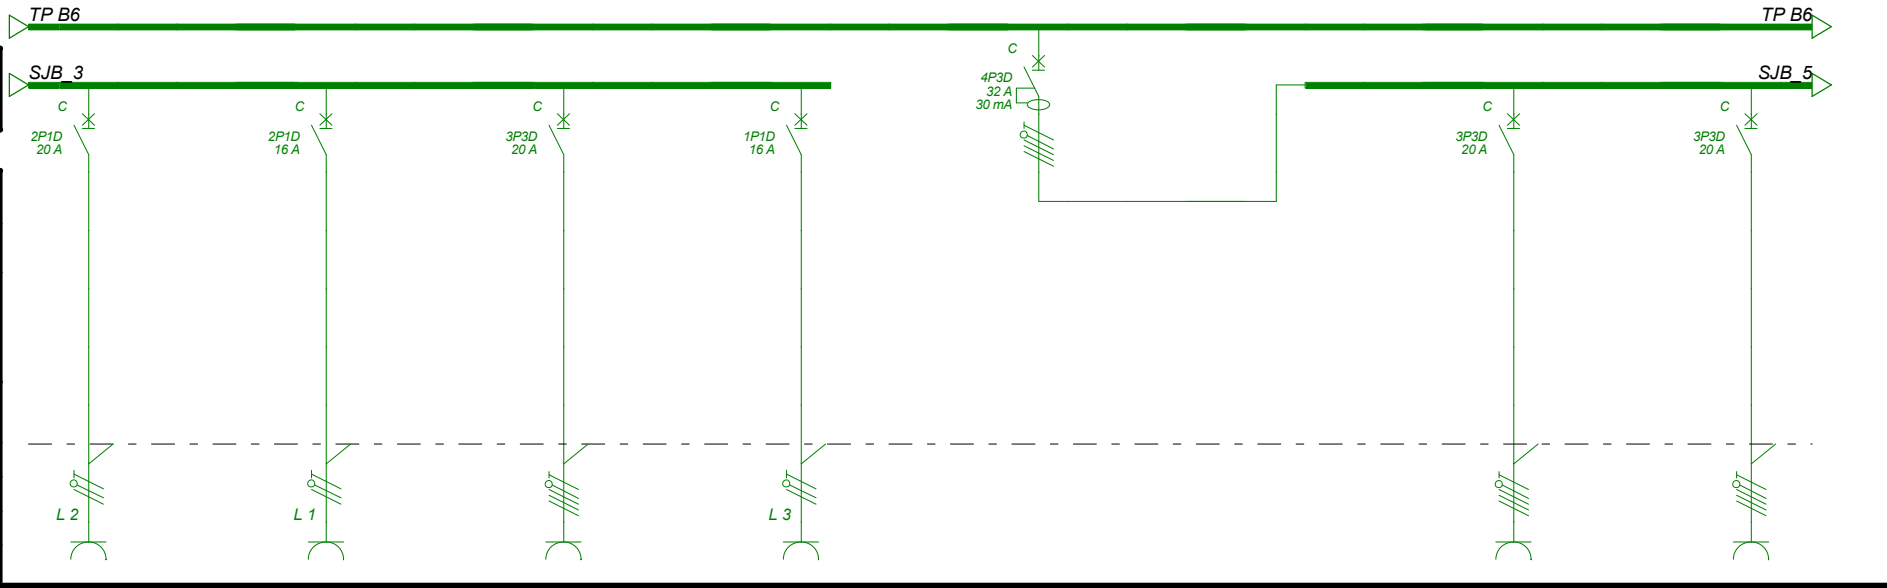 TP B6
TP B6
SJB_3
SJB_5
C
4P3D
32 A
30 mA
C
2P1D
20 A
C
2P1D
16 A
C
3P3D
20 A
C
1P1D
16 A
C
3P3D
20 A
C
3P3D
20 A
L 2
L 1
L 3